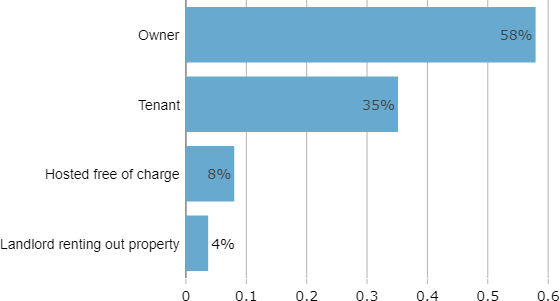 Owner 58%
Tenant 35%
Hosted free of charge 8%
Landlord renting out property 4%
0 0.1 0.2 0.3 0.4 0.5 0.6